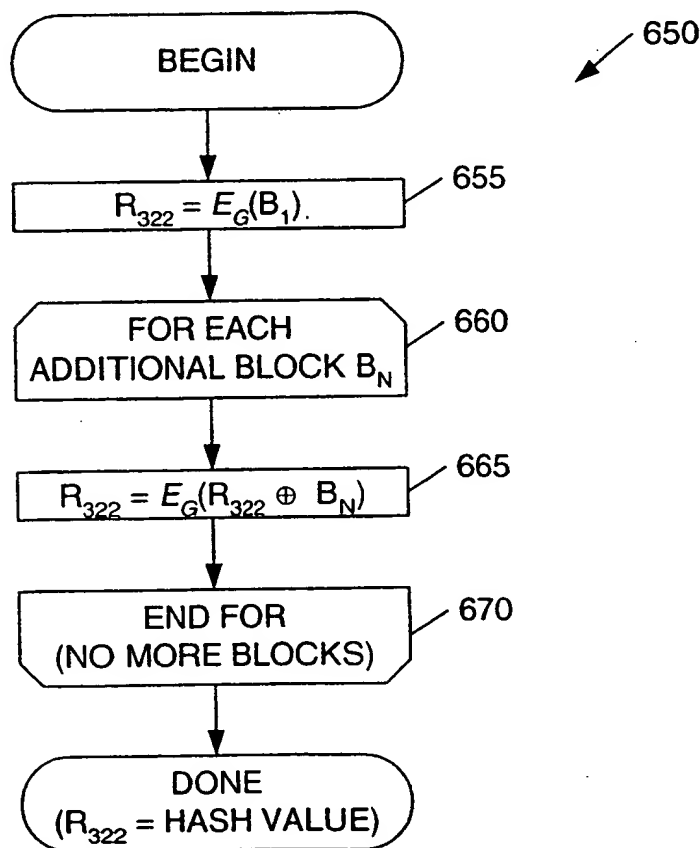 BEGIN
650
655
R₃₂₂ = E_G(B₁).
FOR EACH
ADDITIONAL BLOCK B_N
660
665
R₃₂₂ = E_G(R₃₂₂ ⊕ B_N)
END FOR
(NO MORE BLOCKS)
670
DONE
(R₃₂₂ = HASH VALUE)